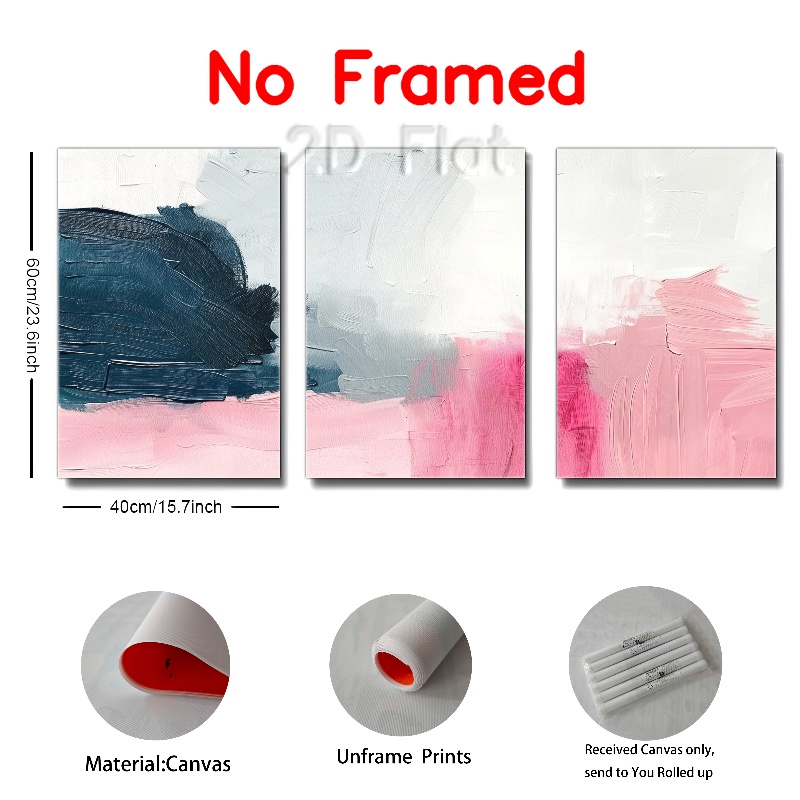 No Framed
2D Flat
60cm/23.6inch
40cm/15.7inch
Material:Canvas
Unframe Prints
Received Canvas only,
send to You Rolled up